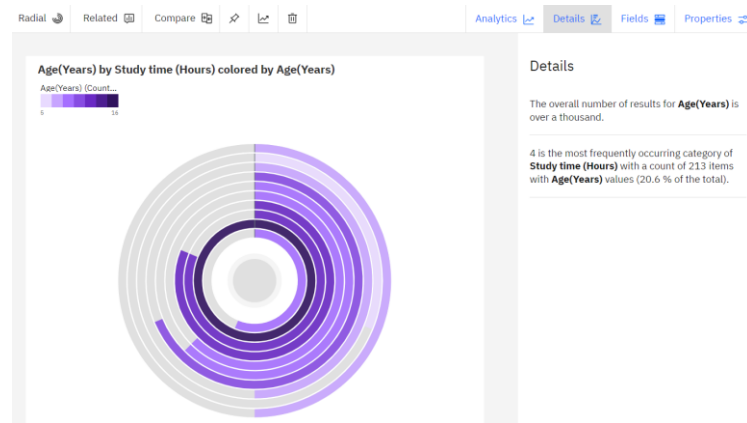 Radial Related Compare Analytics Details Fields Properties
Age(Years) by Study time (Hours) colored by Age(Years)
Age(Years) (Count...
5 16
Details
The overall number of results for Age(Years) is
over a thousand.
4 is the most frequently occurring category of
Study time (Hours) with a count of 213 items
with Age(Years) values (20.6 % of the total).